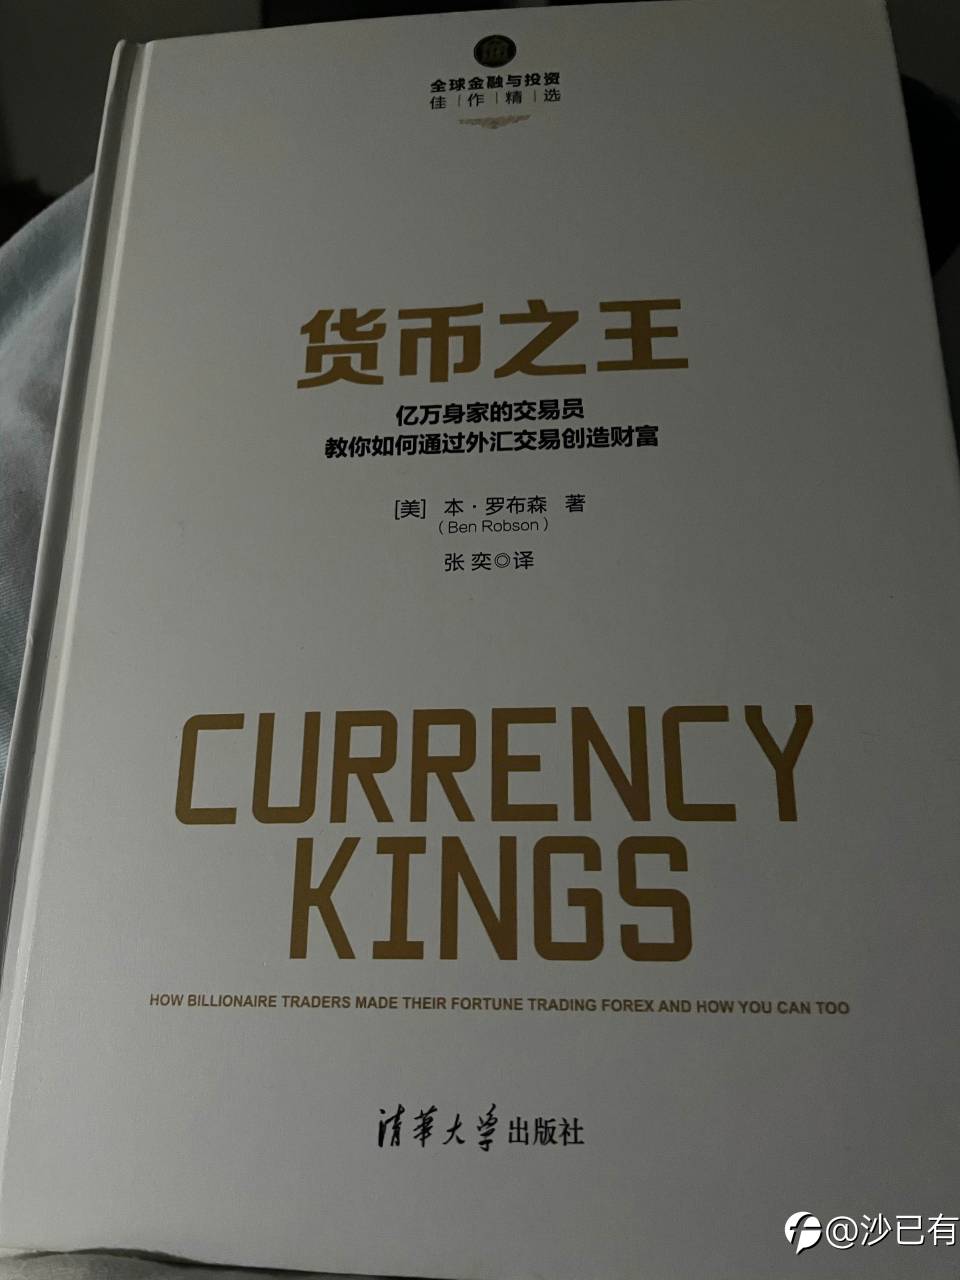 全球金融与投资
佳|作|精|选
货币之王
亿万身家的交易员
教你如何通过外汇交易创造财富
[美] 本·罗布森 著
(Ben Robson)
张 奕◎译
CURRENCY
KINGS
HOW BILLIONAIRE TRADERS MADE THEIR FORTUNE TRADING FOREX AND HOW YOU CAN TOO
清华大学出版社
@沙已有